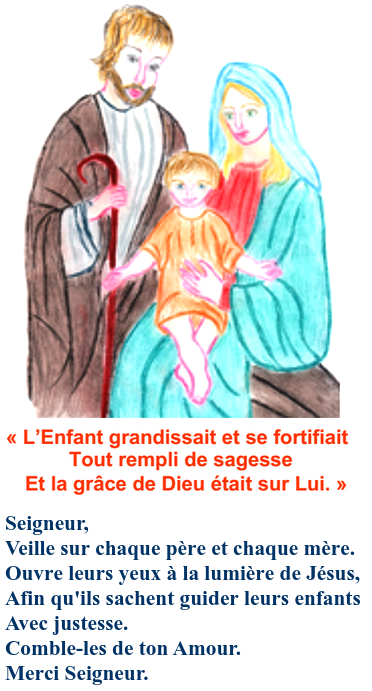 « L’Enfant grandissait et se fortifiait
Tout rempli de sagesse
Et la grâce de Dieu était sur Lui. »
Seigneur,
Veille sur chaque père et chaque mère.
Ouvre leurs yeux à la lumière de Jésus,
Afin qu'ils sachent guider leurs enfants
Avec justesse.
Comble-les de ton Amour.
Merci Seigneur.